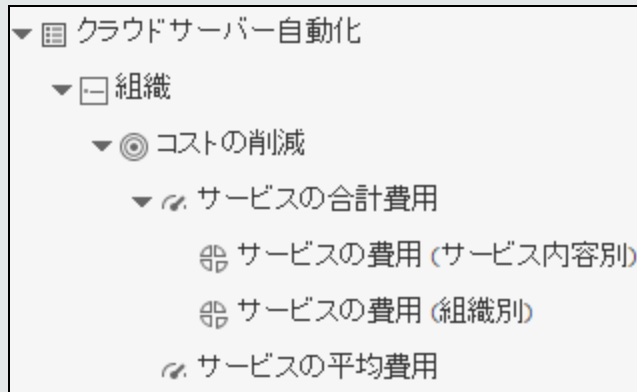 クラウドサーバー自動化
組織
コストの削減
サービスの合計費用
サービスの費用 (サービス内容別)
サービスの費用 (組織別)
サービスの平均費用